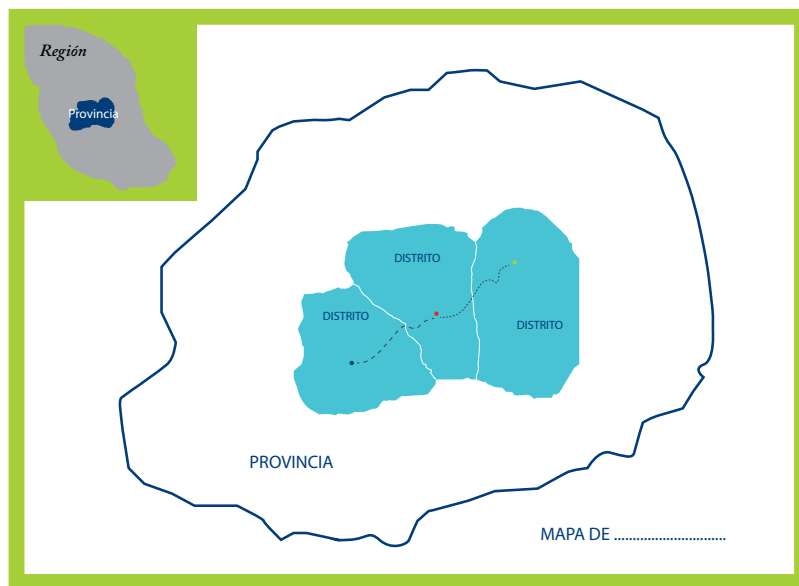 Región
Provincia
DISTRITO
DISTRITO
DISTRITO
PROVINCIA
MAPA DE ............................